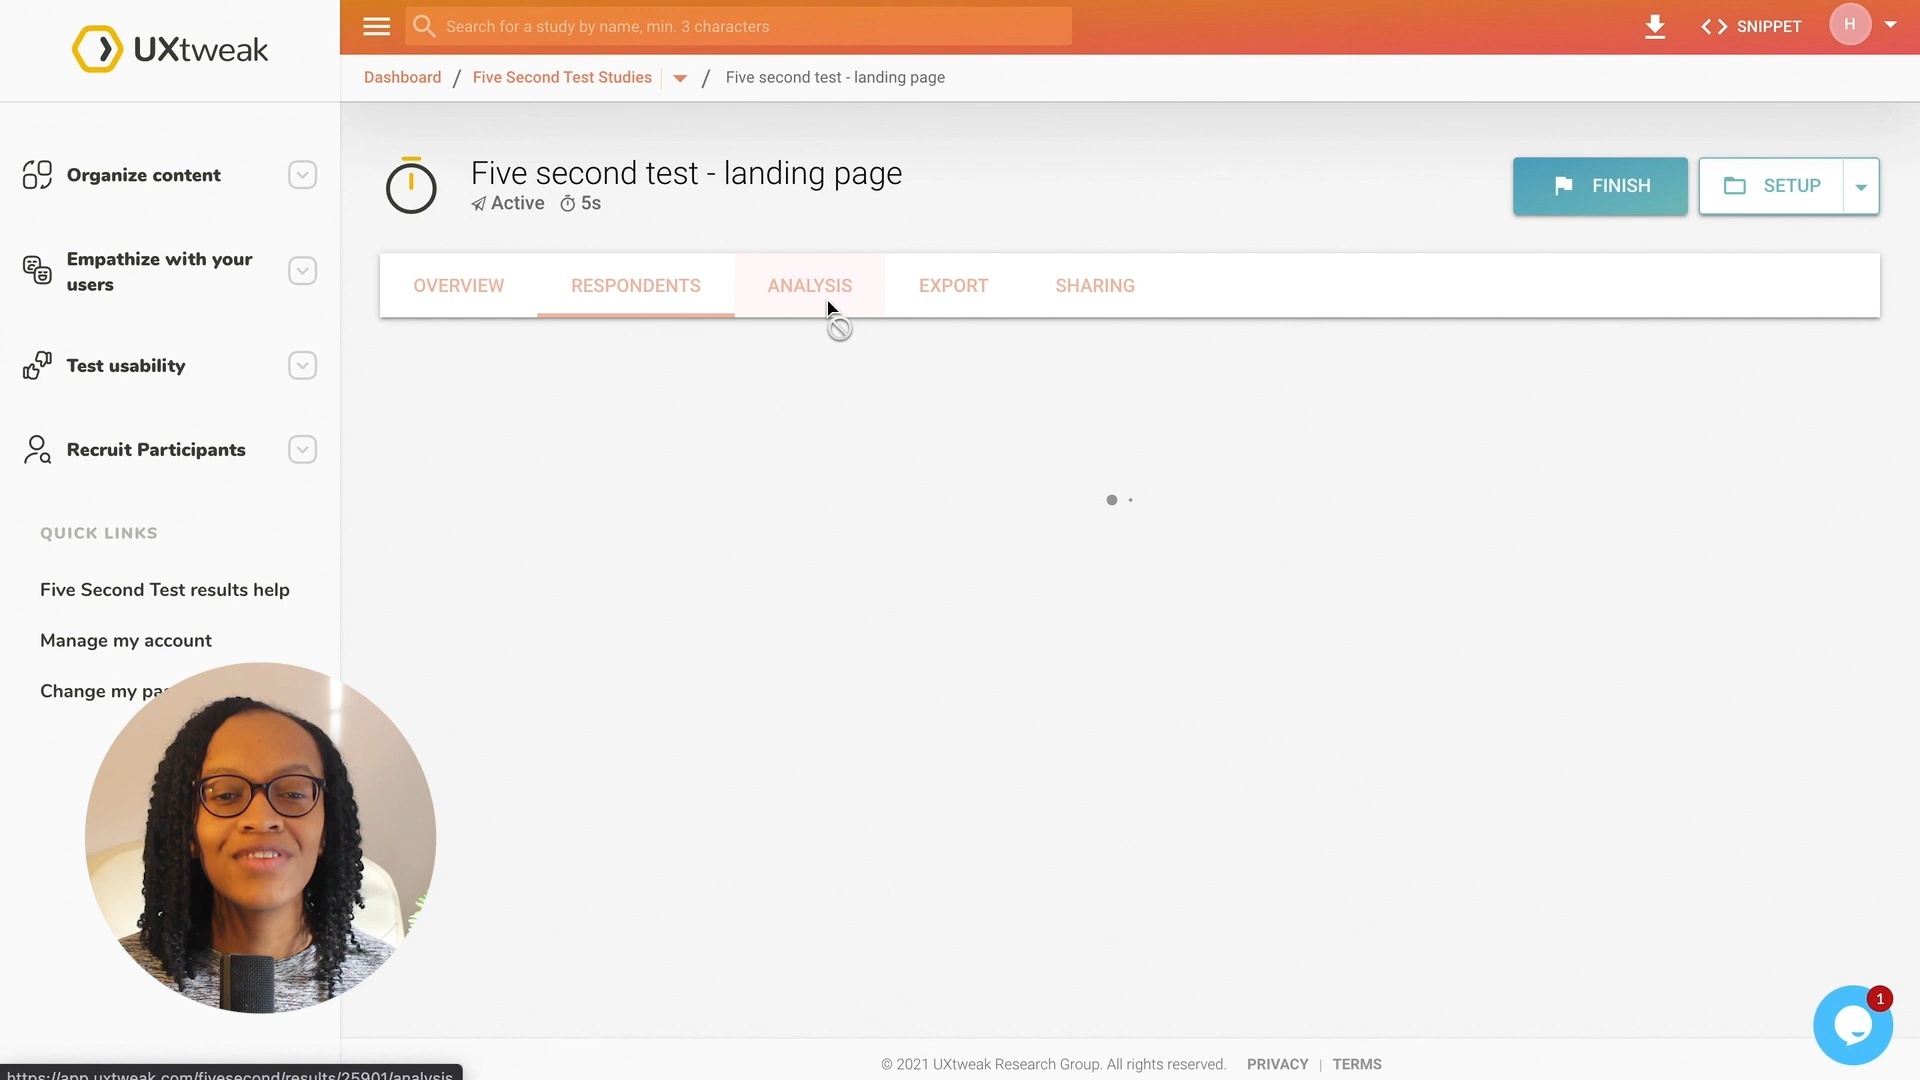 UXtweak
Search for a study by name, min. 3 characters
SNIPPET
H
Dashboard / Five Second Test Studies / Five second test - landing page
Organize content
Empathize with your
users
Test usability
Recruit Participants
QUICK LINKS
Five Second Test results help
Manage my account
Change my
Five second test - landing page
Active 5s
FINISH
SETUP
OVERVIEW
RESPONDENTS
ANALYSIS
EXPORT
SHARING
1
© 2021 UXtweak Research Group. All rights reserved. PRIVACY | TERMS
https://app.uxtweak.com/fivesecond/results/25901/analysis